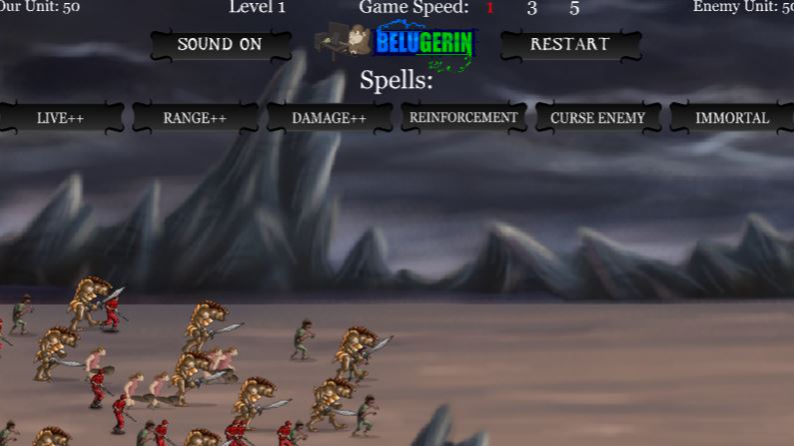 Our Unit: 50 Level 1 Game Speed: 1 3 5 Enemy Unit: 50
SOUND ON BELUGERIN RESTART
Spells:
LIVE++ RANGE++ DAMAGE++ REINFORCEMENT CURSE ENEMY IMMORTAL